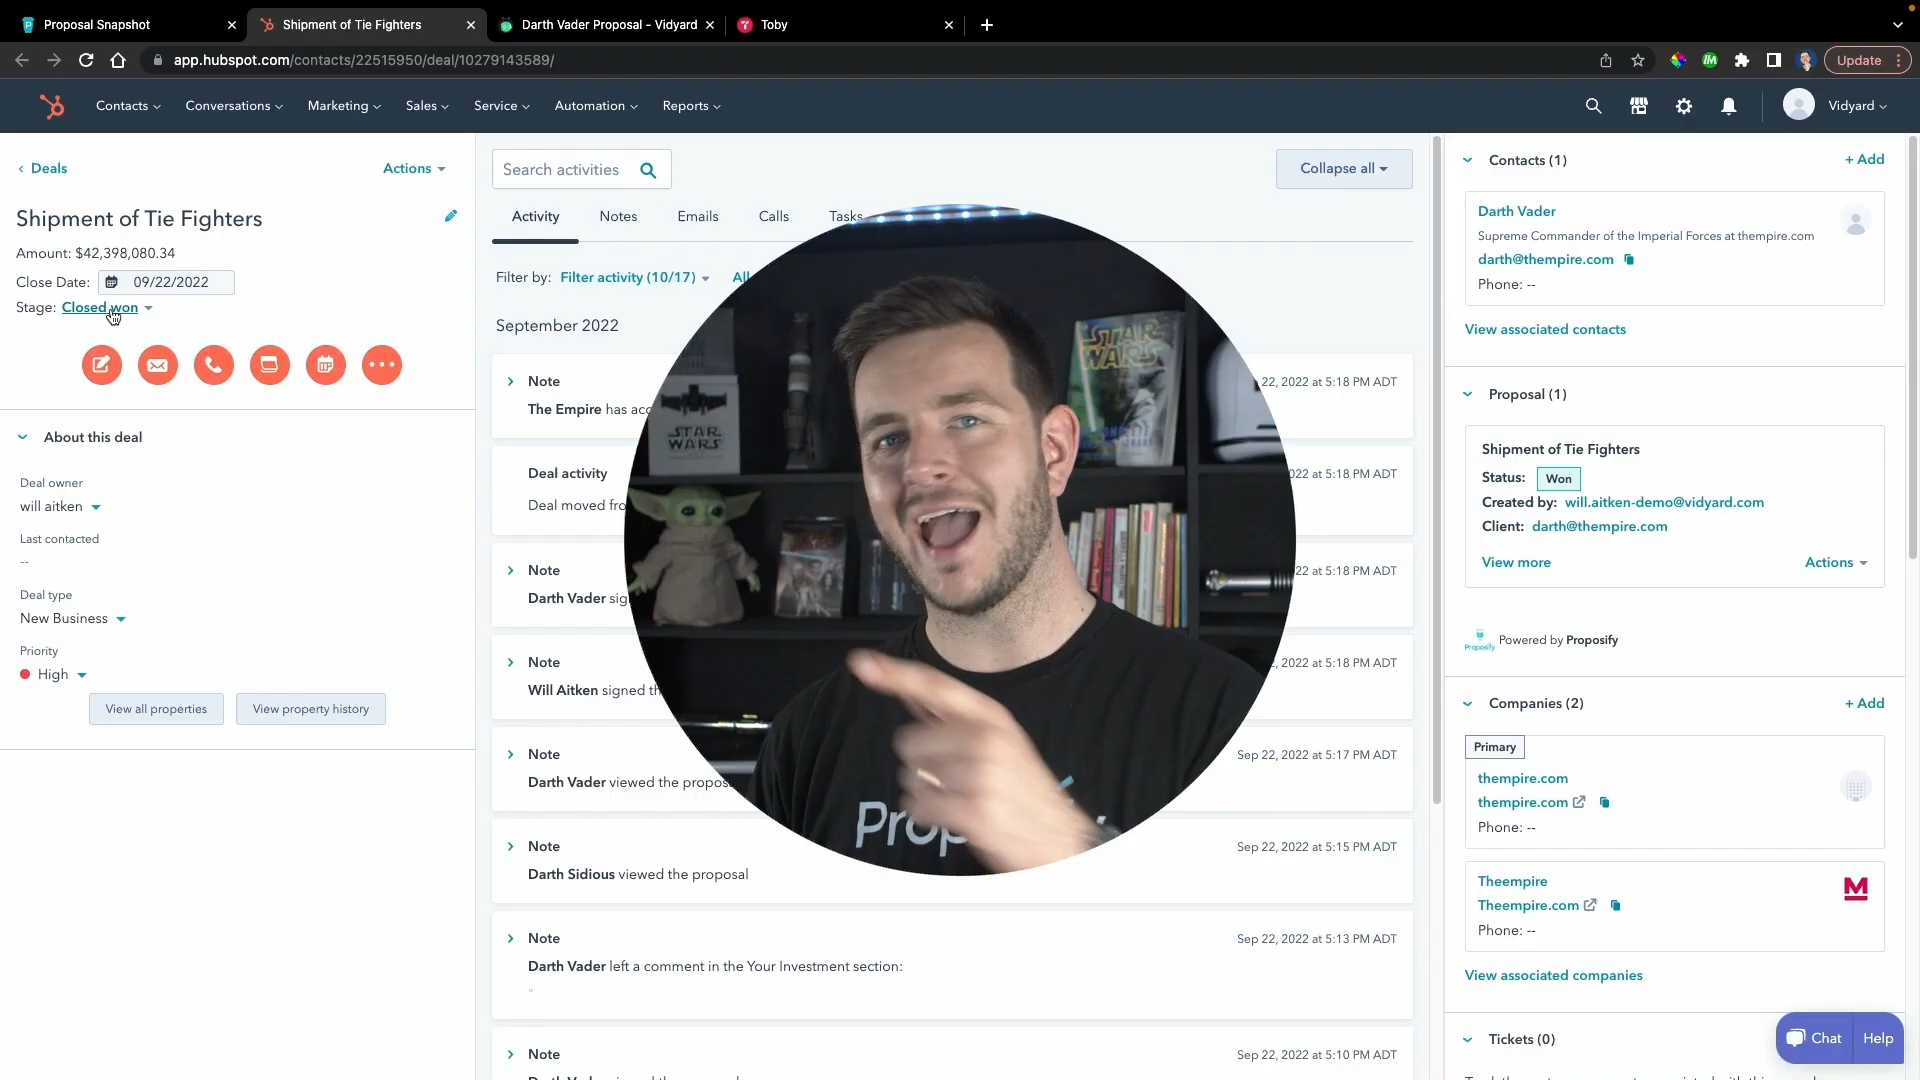 Proposal Snapshot
Shipment of Tie Fighters
Darth Vader Proposal - Vidyard
Toby
app.hubspot.com/contacts/22515950/deal/10279143589/
Update
Contacts
Conversations
Marketing
Sales
Service
Automation
Reports
Vidyard
Deals
Actions
Shipment of Tie Fighters
Amount: $42,398,080.34
Close Date: 09/22/2022
Stage: Closed won
About this deal
Deal owner
will aitken
Last contacted
--
Deal type
New Business
Priority
High
View all properties
View property history
Search activities
Collapse all
Activity
Notes
Emails
Calls
Tasks
Filter by: Filter activity (10/17)
All
September 2022
Note
22, 2022 at 5:18 PM ADT
The Empire has acc
Deal activity
022 at 5:18 PM ADT
Deal moved fro
Note
22 at 5:18 PM ADT
Darth Vader sig
Note
2, 2022 at 5:18 PM ADT
Will Aitken signed th
Note
Sep 22, 2022 at 5:17 PM ADT
Darth Vader viewed the propos
Note
Sep 22, 2022 at 5:15 PM ADT
Darth Sidious viewed the proposal
Note
Sep 22, 2022 at 5:13 PM ADT
Darth Vader left a comment in the Your Investment section:
"
Note
Sep 22, 2022 at 5:10 PM ADT
STAR
WARS
STAR
WARS
Prop
Contacts (1)
+ Add
Darth Vader
Supreme Commander of the Imperial Forces at thempire.com
darth@thempire.com
Phone: --
View associated contacts
Proposal (1)
Shipment of Tie Fighters
Status: Won
Created by: will.aitken-demo@vidyard.com
Client: darth@thempire.com
View more
Actions
Proposify
Powered by Proposify
Companies (2)
+ Add
Primary
thempire.com
thempire.com
Phone: --
Theempire
Theempire.com
M
Phone: --
View associated companies
Tickets (0)
Chat
Help